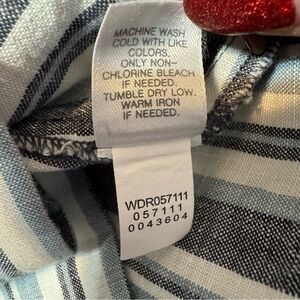 MACHINE WASH
COLD WITH LIKE
COLORS.
ONLY NON-
CHLORINE BLEACH
IF NEEDED.
TUMBLE DRY LOW.
WARM IRON
IF NEEDED.
WDR057111
057111
0043604